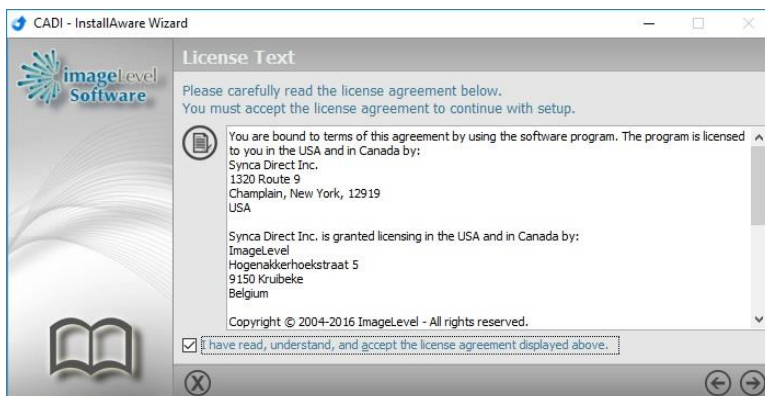 CADI - InstallAware Wizard
imageLevel
Software
License Text
Please carefully read the license agreement below.
You must accept the license agreement to continue with setup.
You are bound to terms of this agreement by using the software program. The program is licensed
to you in the USA and in Canada by:
Synca Direct Inc.
1320 Route 9
Champlain, New York, 12919
USA
Synca Direct Inc. is granted licensing in the USA and in Canada by:
ImageLevel
Hogenakkerhoekstraat 5
9150 Kruibeke
Belgium
Copyright © 2004-2016 ImageLevel - All rights reserved.
I have read, understand, and accept the license agreement displayed above.